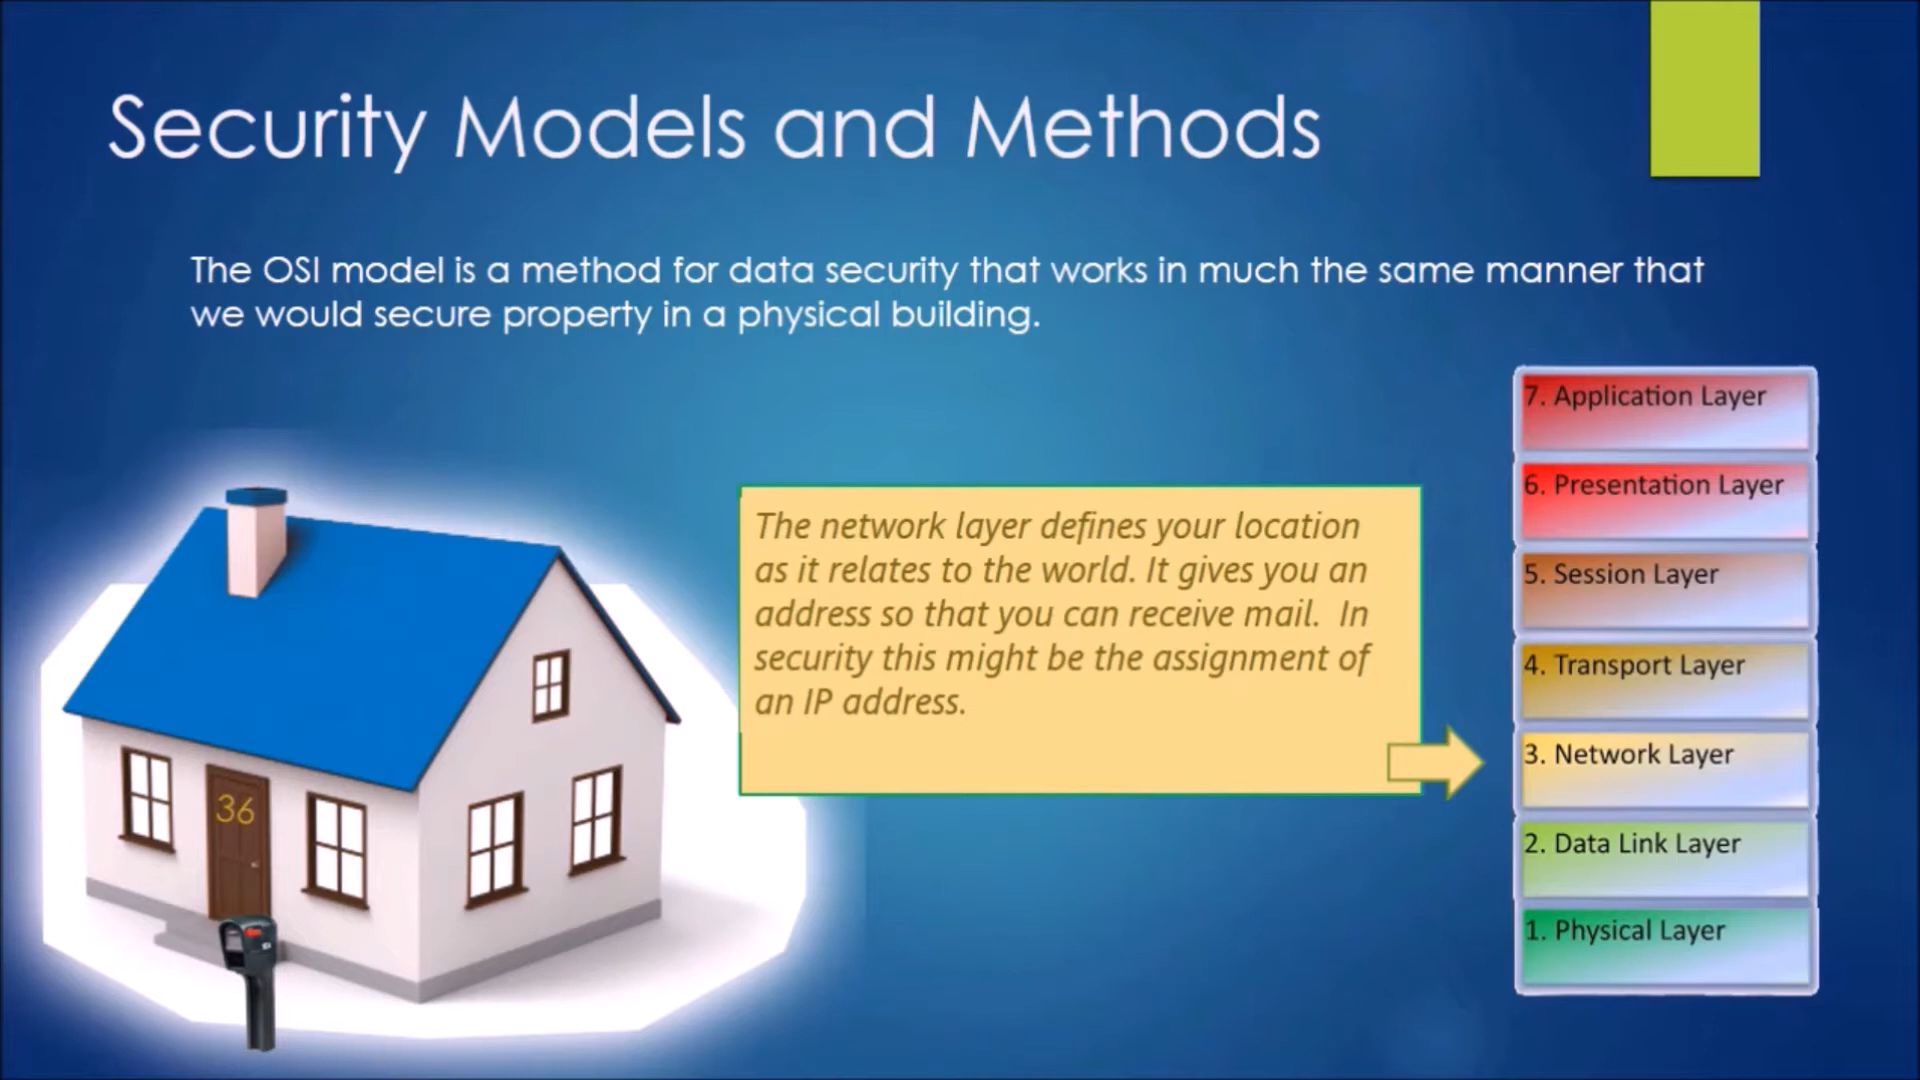 Security Models and Methods
The OSI model is a method for data security that works in much the same manner that
we would secure property in a physical building.
7. Application Layer
6. Presentation Layer
The network layer defines your location
as it relates to the world. It gives you an
address so that you can receive mail.  In
security this might be the assignment of
an IP address.
5. Session Layer
4. Transport Layer
3. Network Layer
2. Data Link Layer
1. Physical Layer
36